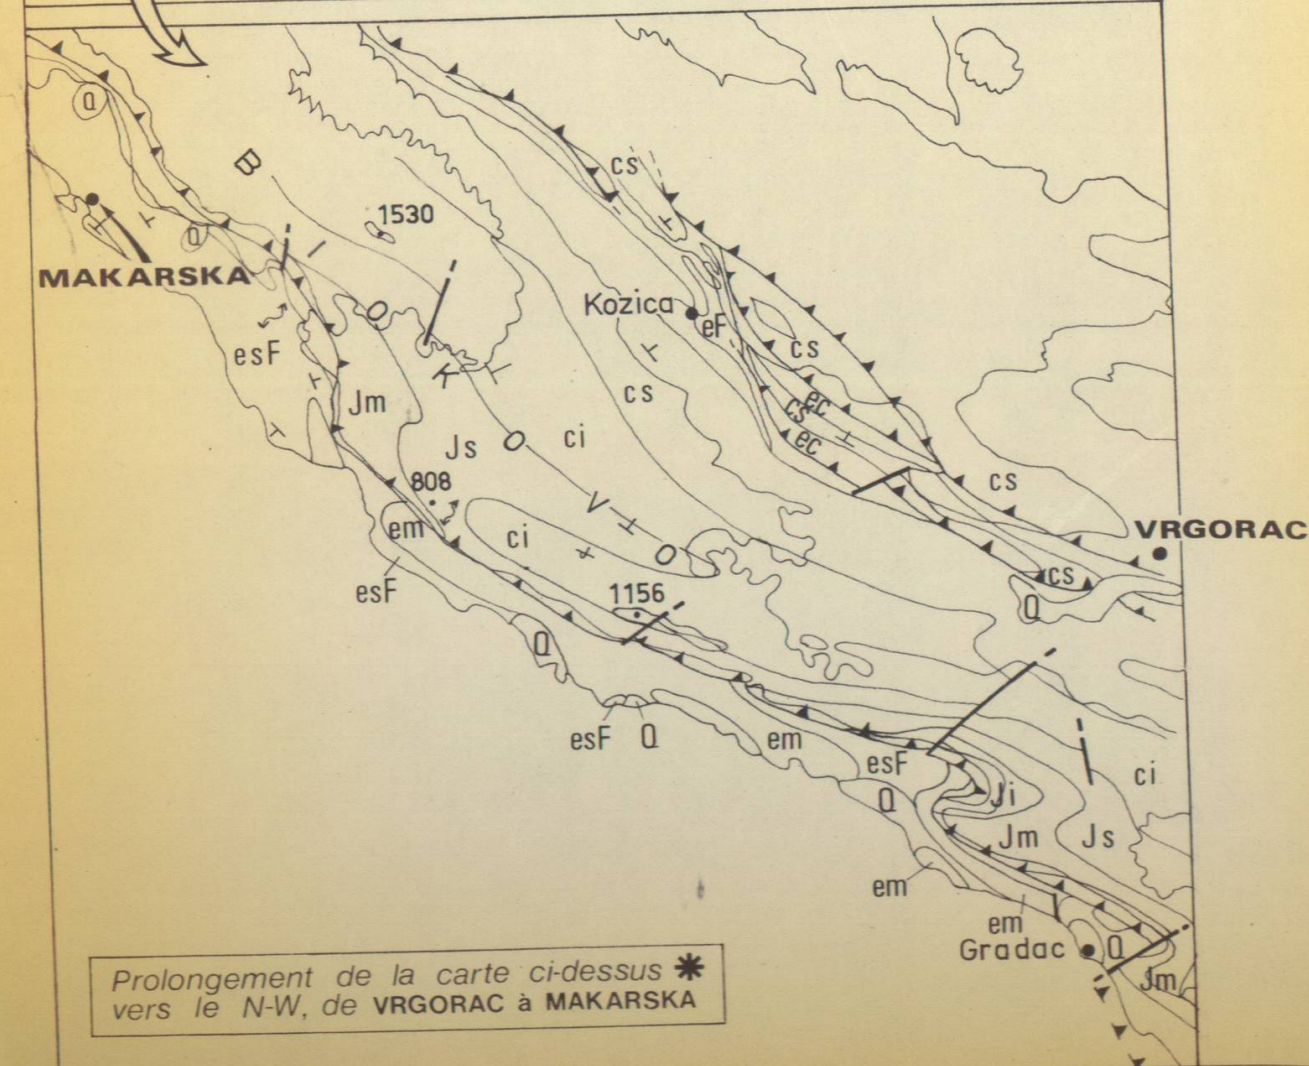 cs
Q
B
1530
Q
I
MAKARSKA
Kozica
eF
O
cs
esF
K
cs
ec
Jm
cs
ec
Js
O
ci
808
cs
em
ci
V
VRGORAC
O
esF
1156
cs
Q
Q
esF
Q
em
esF
ci
Q
Ji
Jm
Js
em
em
Gradac
Q
Jm
Prolongement de la carte ci-dessus ✱
vers le N-W, de VRGORAC à MAKARSKA